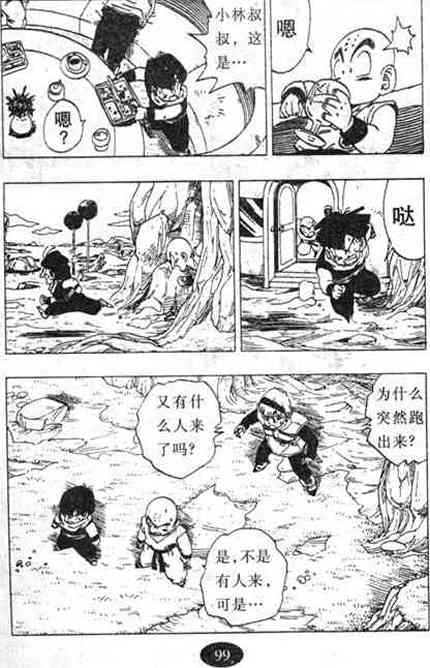 嗯
小林叔
叔，这
是…
嗯
？
哒
为什么
突然跑
出来？
又有什
么人来
了吗？
是，不是
有人来，
可是…
99